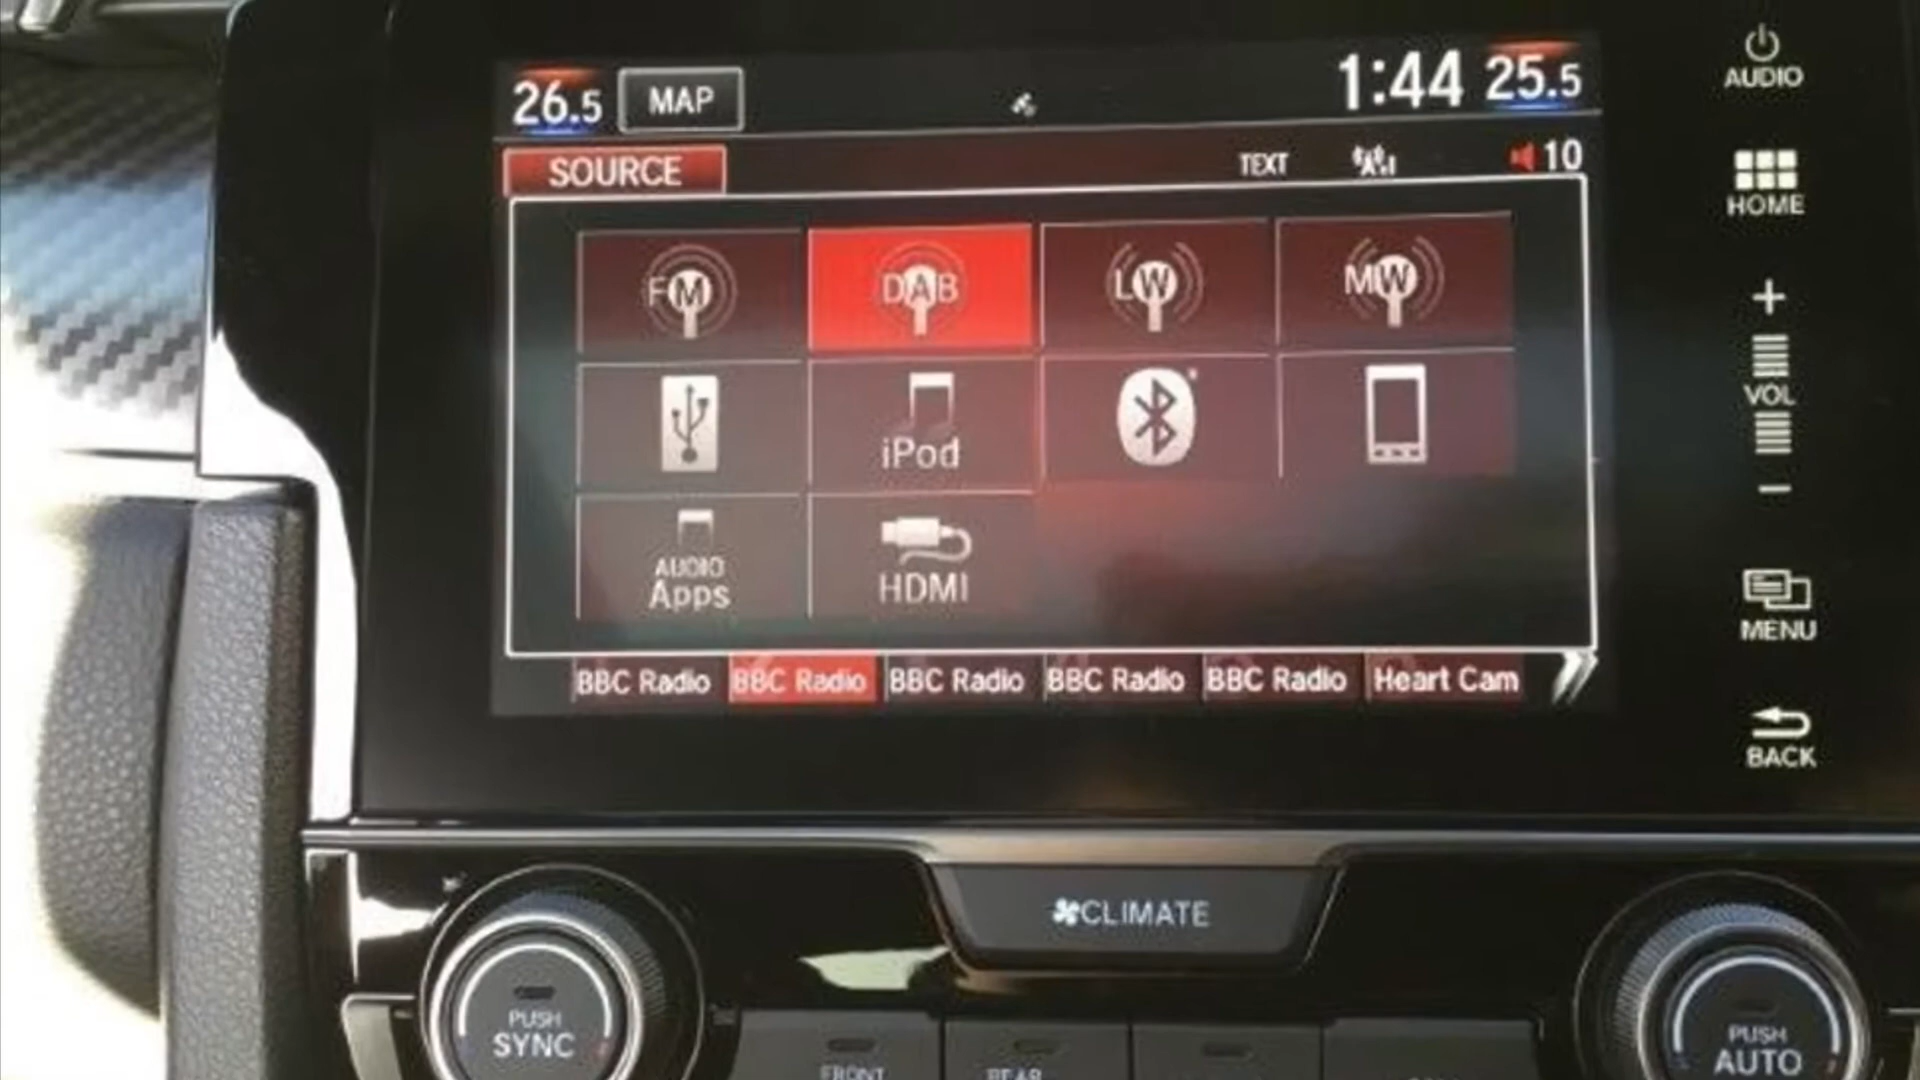 26.5 MAP 1:44 25.5
SOURCE TEXT 10
FM DAB LW MW
iPod
AUDIO
Apps
HDMI
BBC Radio BBC Radio BBC Radio BBC Radio BBC Radio Heart Cam
AUDIO
HOME
+
VOL
−
MENU
BACK
CLIMATE
PUSH
SYNC
FRONT
REAR
PUSH
AUTO